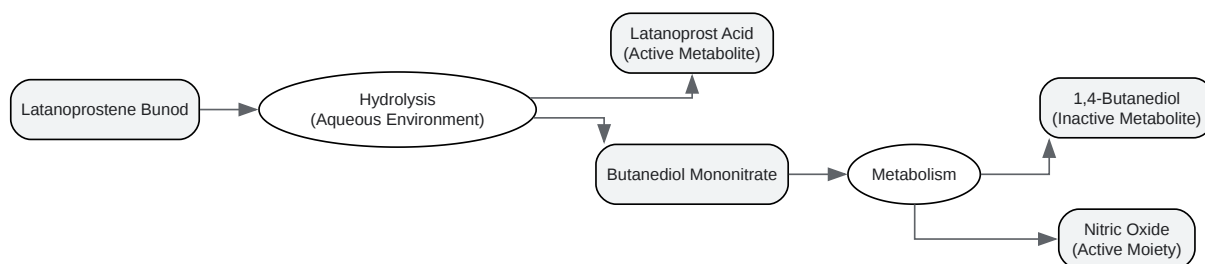 Latanoprostene Bunod
Hydrolysis
(Aqueous Environment)
Latanoprost Acid
(Active Metabolite)
Butanediol Mononitrate
Metabolism
1,4-Butanediol
(Inactive Metabolite)
Nitric Oxide
(Active Moiety)